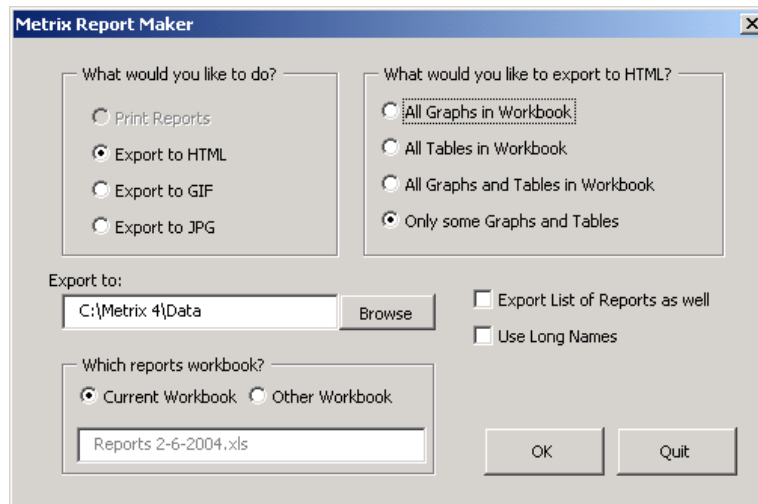 Metrix Report Maker
What would you like to do?
Print Reports
Export to HTML
Export to GIF
Export to JPG
What would you like to export to HTML?
All Graphs in Workbook
All Tables in Workbook
All Graphs and Tables in Workbook
Only some Graphs and Tables
Export to:
C:\Metrix 4\Data
Browse
Export List of Reports as well
Use Long Names
Which reports workbook?
Current Workbook
Other Workbook
Reports 2-6-2004.xls
OK
Quit